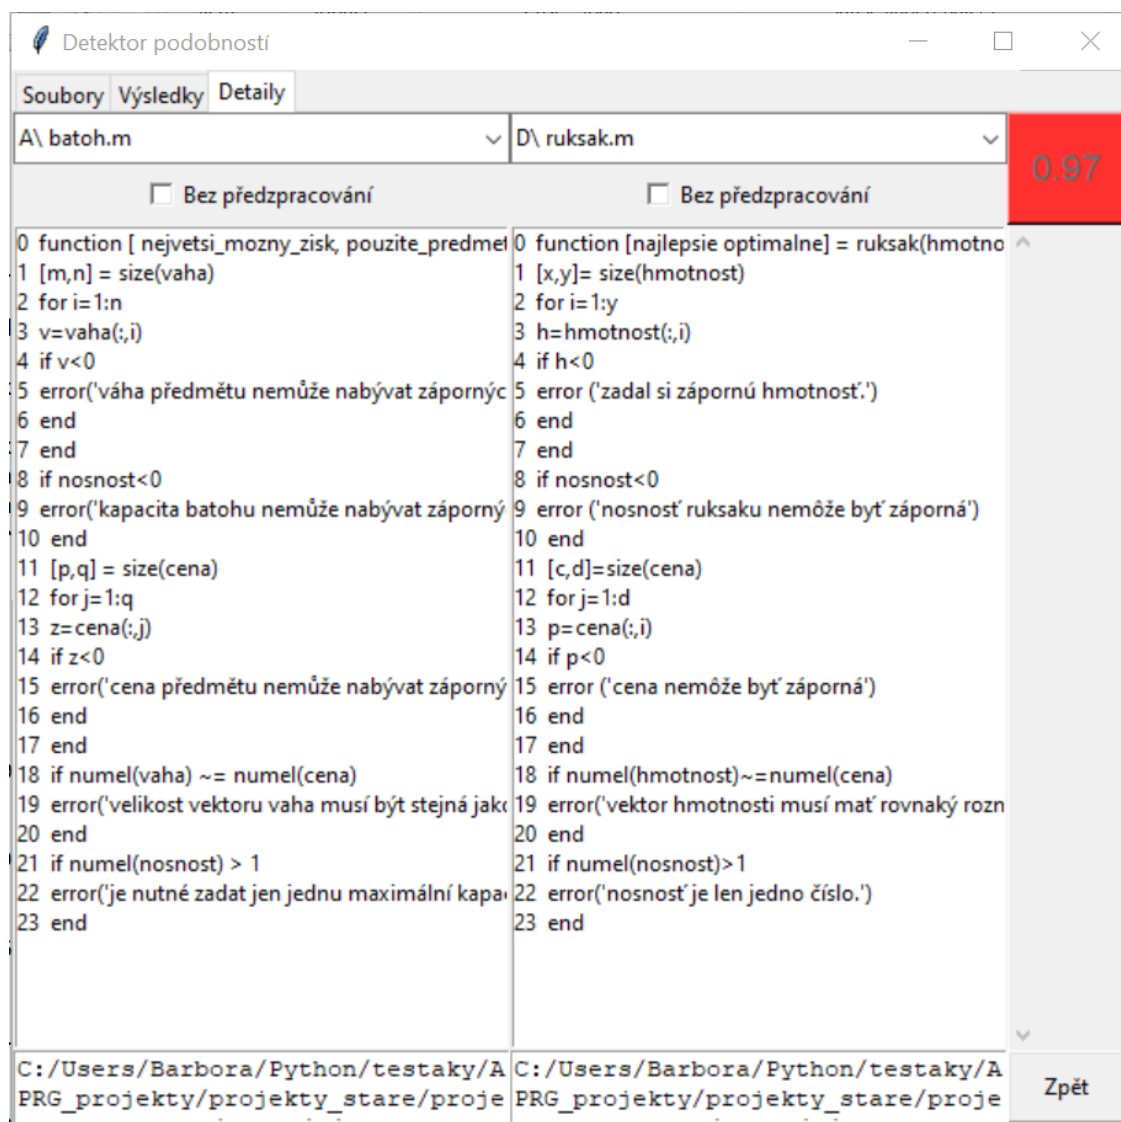 Detektor podobností
Soubory Výsledky Detaily
A\ batoh.m
D\ ruksak.m
0.97
Bez předzpracování
Bez předzpracování
0 function [ nejvetsi_mozny_zisk,
1 [m,n] = size(vaha)
2 for i=1:n
3 v=vaha(:,i)
4 if v<0
5 error('váha předmětu nemůže nabývat
6 end
7 end
8 if nosnost<0
9 error('kapacita batohu nemůže nabývat
10 end
11 [p,q] = size(cena)
12 for j=1:q
13 z=cena(:,j)
14 if z<0
15 error('cena předmětu nemůže nabývat
16 end
17 end
18 if numel(vaha) ~= numel(cena)
19 error('velikost vektoru vaha musí být stejná
20 end
21 if numel(nosnost) > 1
22 error('je nutné zadat jen jednu maximální
23 end
0 function [najlepsie optimalne] = ruksak(hmotno
1 [x,y]= size(hmotnost)
2 for i=1:y
3 h=hmotnost(:,i)
4 if h<0
5 error ('zadal si zápornú hmotnosť.')
6 end
7 end
8 if nosnost<0
9 error ('nosnosť ruksaku nemôže byť záporná')
10 end
11 [c,d]=size(cena)
12 for j=1:d
13 p=cena(:,i)
14 if p<0
15 error ('cena nemôže byť záporná')
16 end
17 end
18 if numel(hmotnost)~=numel(cena)
19 error('vektor hmotnosti musí mať rovnaký
20 end
21 if numel(nosnost)>1
22 error('nosnosť je len jedno číslo.')
23 end
C:/Users/Barbora/Python/testaky/A
PRG_projekty/projekty_stare/proje
C:/Users/Barbora/Python/testaky/A
PRG_projekty/projekty_stare/proje
Zpět